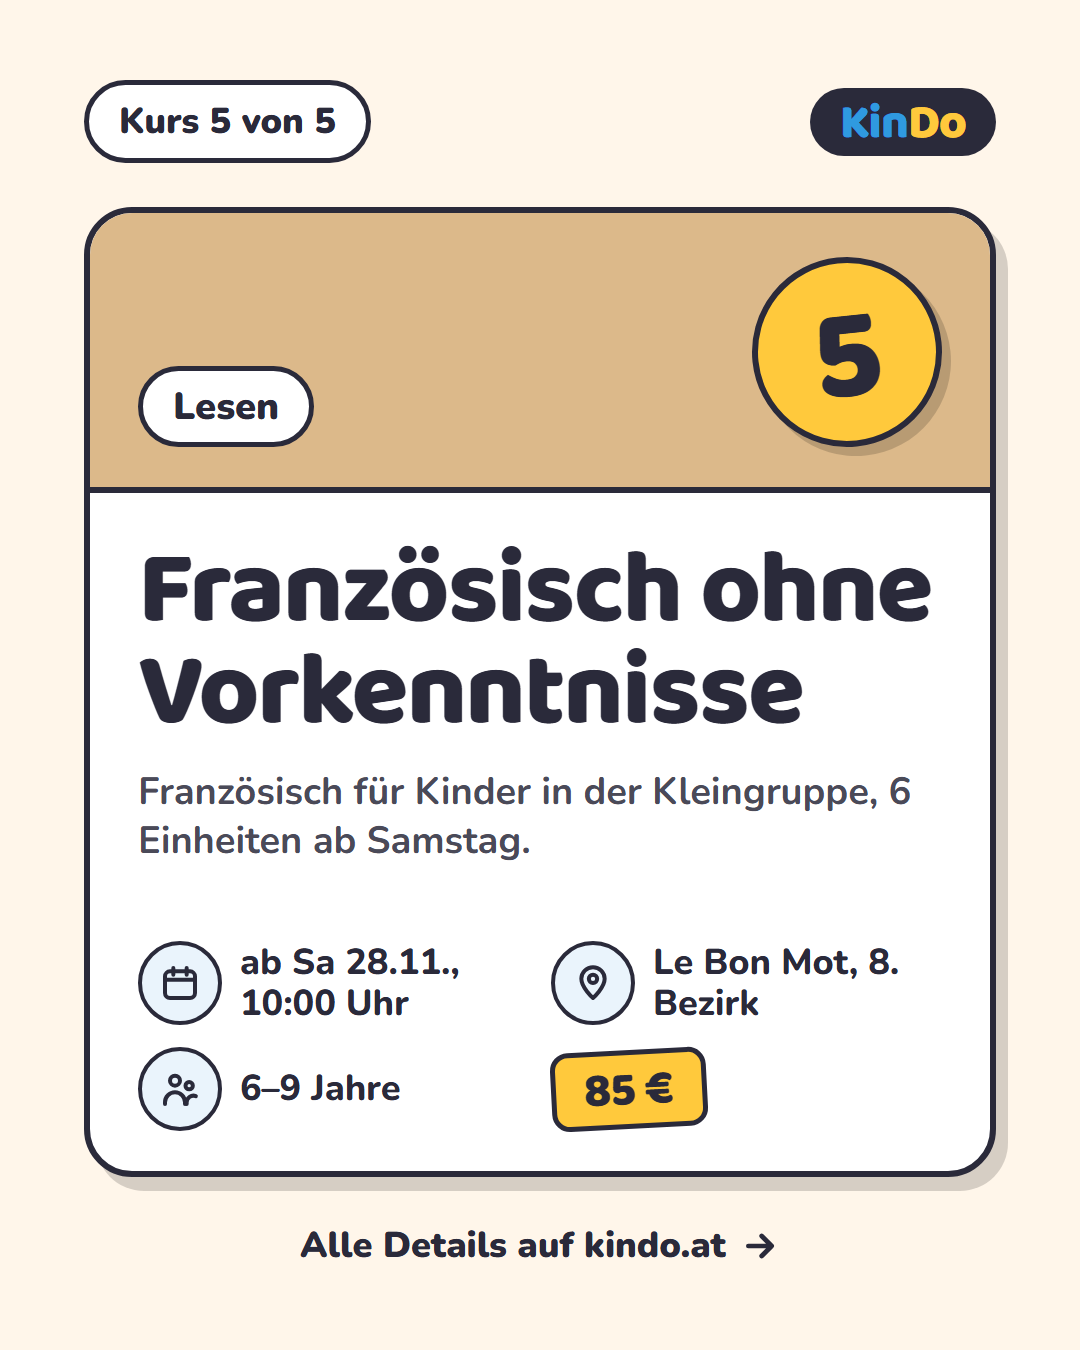 Kurs 5 von 5
KinDo
5
Lesen
Französisch ohne
Vorkenntnisse
Französisch für Kinder in der Kleingruppe, 6
Einheiten ab Samstag.
ab Sa 28.11.,
10:00 Uhr
Le Bon Mot, 8.
Bezirk
6–9 Jahre
85 €
Alle Details auf kindo.at →